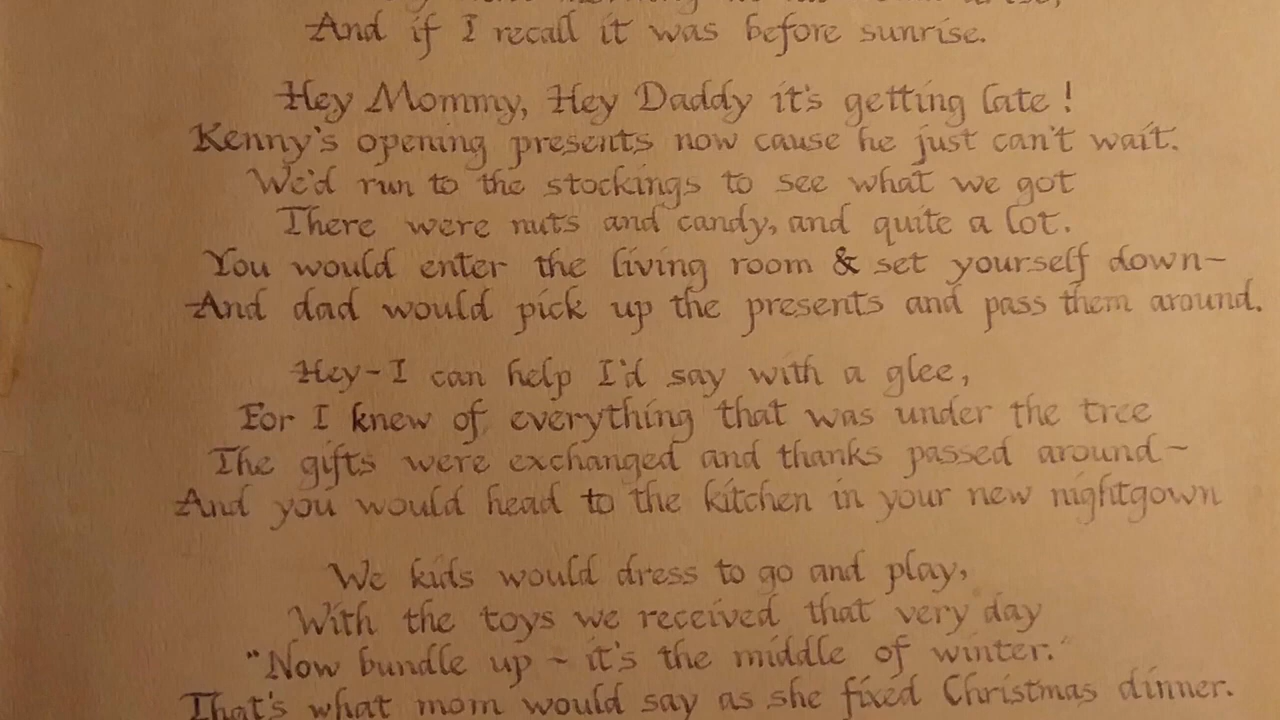 And if I recall it was before sunrise.
Hey Mommy, Hey Daddy it's getting late!
Kenny's opening presents now cause he just can't wait.
We'd run to the stockings to see what we got
There were nuts and candy, and quite a lot.
You would enter the living room & set yourself down~
And dad would pick up the presents and pass them around.
Hey-I can help I'd say with a glee,
For I knew of everything that was under the tree
The gifts were exchanged and thanks passed around~
And you would head to the kitchen in your new nightgown
We kids would dress to go and play,
With the toys we received that very day
"Now bundle up ~ it's the middle of winter."
That's what mom would say as she fixed Christmas dinner.